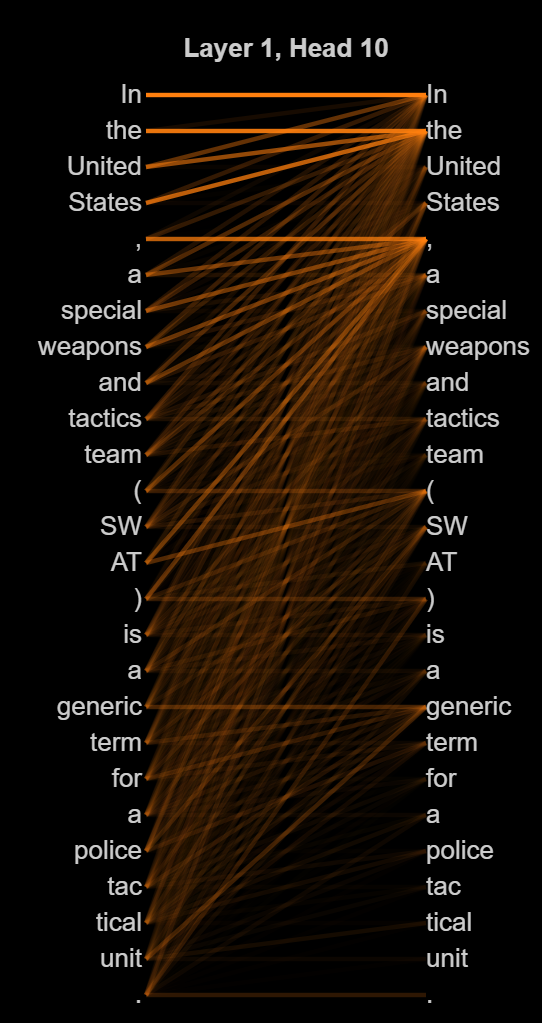 Layer 1, Head 10
In In
the the
United United
States States
, ,
a a
special special
weapons weapons
and and
tactics tactics
team team
( (
SW SW
AT AT
) )
is is
a a
generic generic
term term
for for
a a
police police
tac tac
tical tical
unit unit
. .